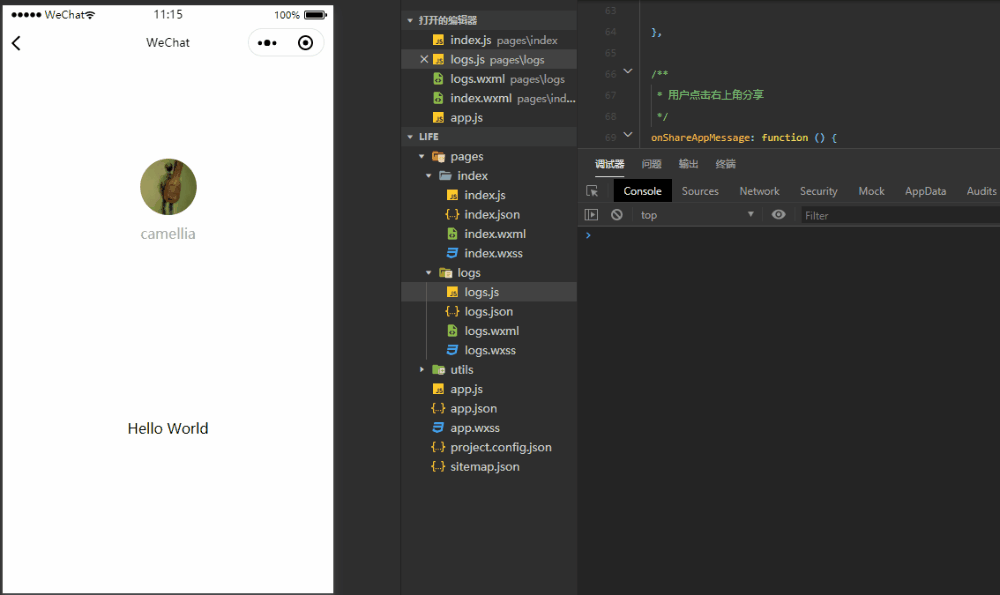 WeChat
11:15
100%
WeChat
camellia
Hello World
打开的编辑器
index.js pages\index
logs.js pages\logs
logs.wxml pages\logs
index.wxml pages\ind...
app.js
LIFE
pages
index
index.js
index.json
index.wxml
index.wxss
logs
logs.js
logs.json
logs.wxml
logs.wxss
utils
app.js
app.json
app.wxss
project.config.json
sitemap.json
63
64 },
65
66 /**
67 * 用户点击右上角分享
68 */
69 onShareAppMessage: function () {
调试器 问题 输出 终端
Console Sources Network Security Mock AppData Audits
top Filter